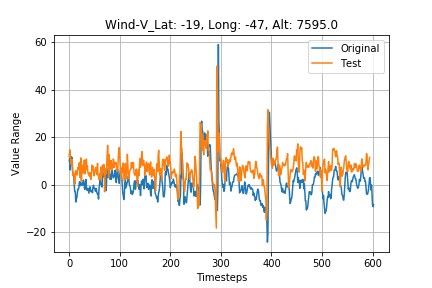 Wind-V_Lat: -19, Long: -47, Alt: 7595.0
Original
Test
Value Range
60
40
20
0
−20
0 100 200 300 400 500 600
Timesteps